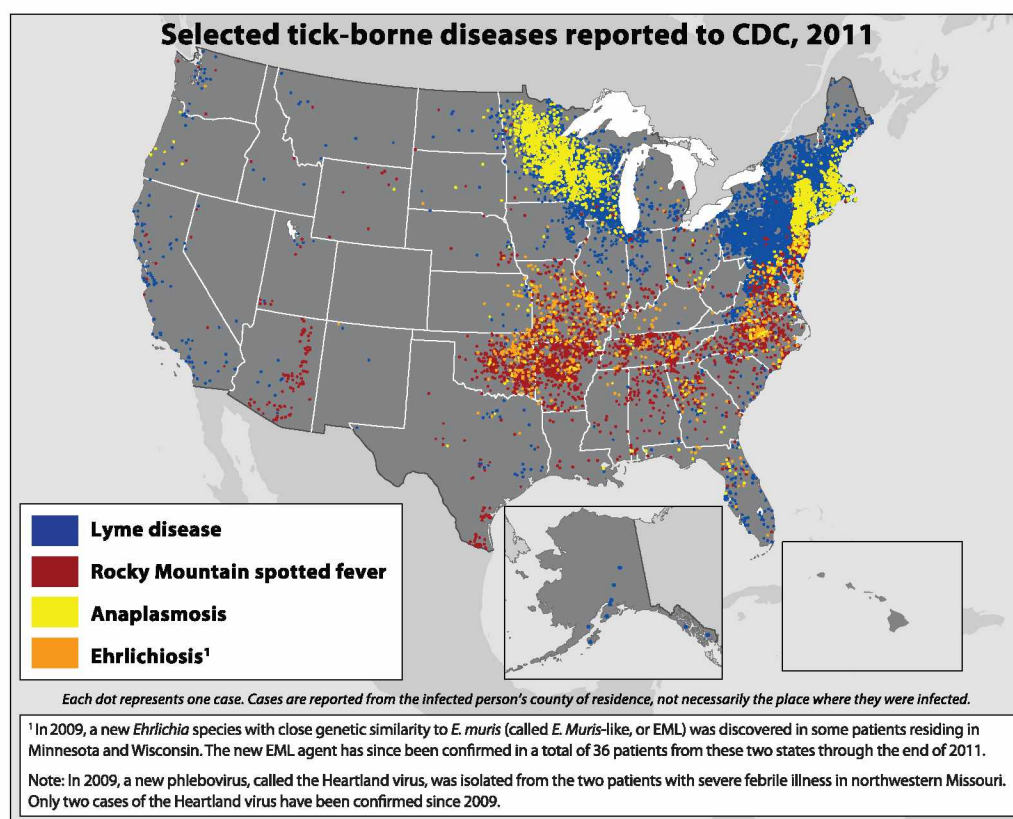 Selected tick-borne diseases reported to CDC, 2011
Lyme disease
Rocky Mountain spotted fever
Anaplasmosis
Ehrlichiosis¹
Each dot represents one case. Cases are reported from the infected person's county of residence, not necessarily the place where they were infected.
¹ In 2009, a new Ehrlichia species with close genetic similarity to E. muris (called E. Muris-like, or EML) was discovered in some patients residing in
Minnesota and Wisconsin. The new EML agent has since been confirmed in a total of 36 patients from these two states through the end of 2011.
Note: In 2009, a new phlebovirus, called the Heartland virus, was isolated from the two patients with severe febrile illness in northwestern Missouri.
Only two cases of the Heartland virus have been confirmed since 2009.